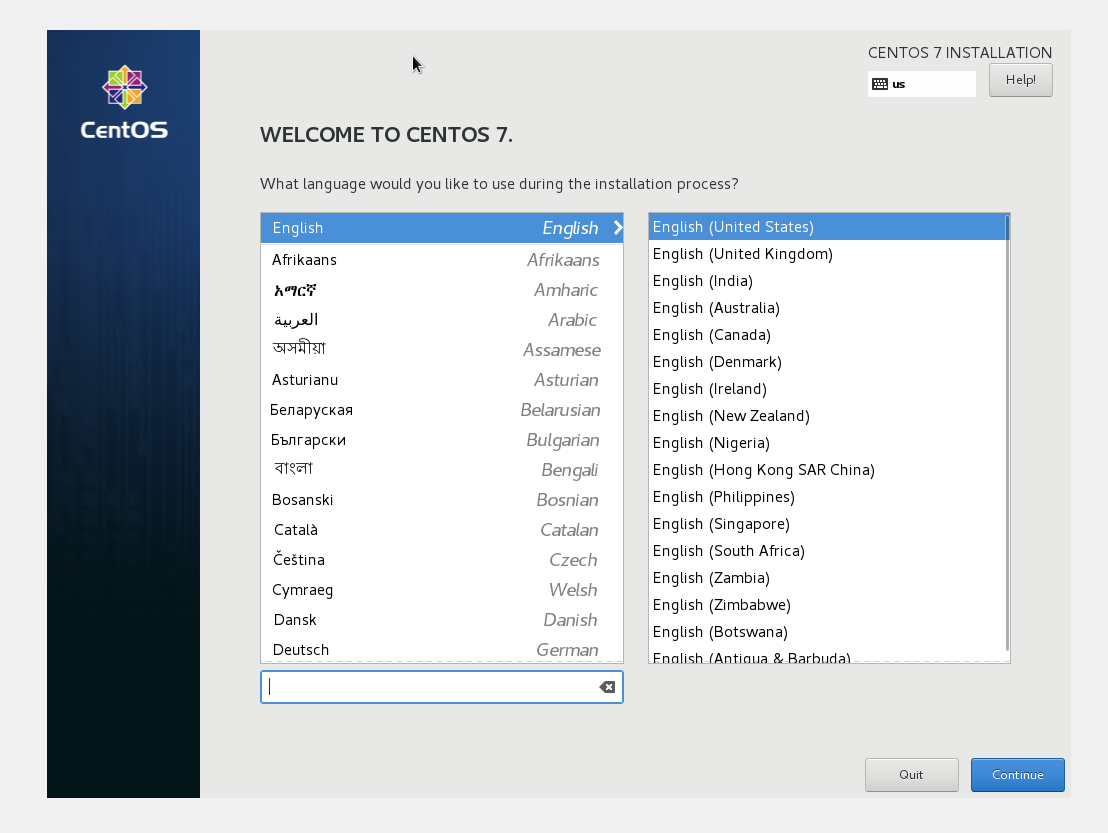 CentOS
CENTOS 7 INSTALLATION
us
Help!
WELCOME TO CENTOS 7.
What language would you like to use during the installation process?
English English
Afrikaans Afrikaans
አማርኛ Amharic
العربية Arabic
অসমীয়া Assamese
Asturianu Asturian
Беларуская Belarusian
Български Bulgarian
বাংলা Bengali
Bosanski Bosnian
Català Catalan
Čeština Czech
Cymraeg Welsh
Dansk Danish
Deutsch German
English (United States)
English (United Kingdom)
English (India)
English (Australia)
English (Canada)
English (Denmark)
English (Ireland)
English (New Zealand)
English (Nigeria)
English (Hong Kong SAR China)
English (Philippines)
English (Singapore)
English (South Africa)
English (Zambia)
English (Zimbabwe)
English (Botswana)
English (Antigua & Barbuda)
Quit
Continue